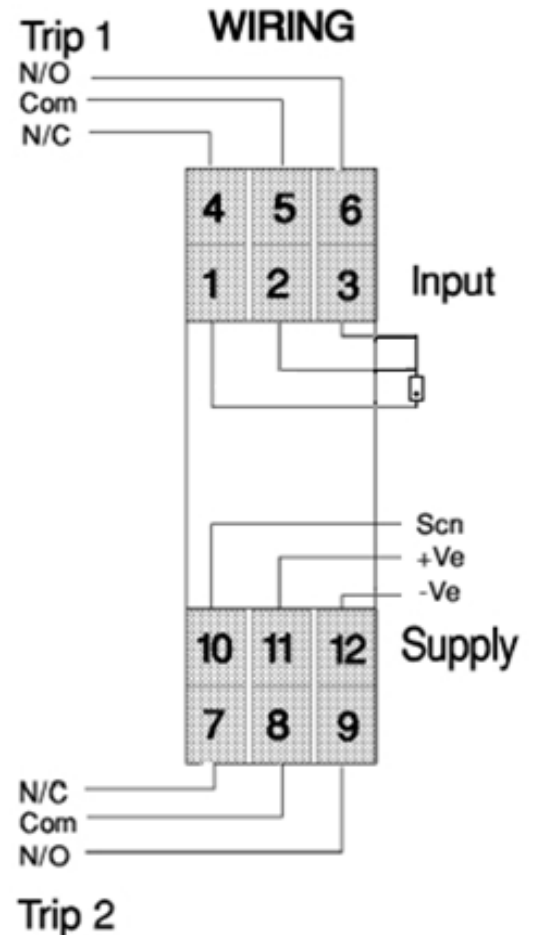 WIRING
Trip 1
N/O
Com
N/C
4 5 6
1 2 3
Input
Scn
+Ve
-Ve
10 11 12
Supply
7 8 9
N/C
Com
N/O
Trip 2